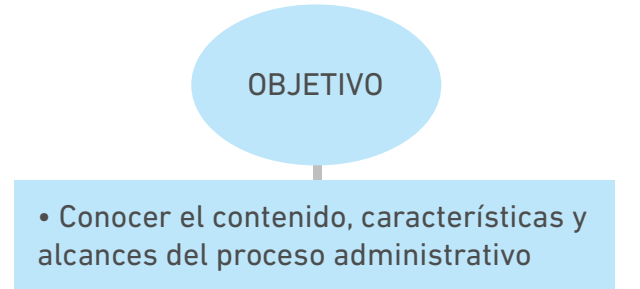 OBJETIVO
• Conocer el contenido, características y
alcances del proceso administrativo